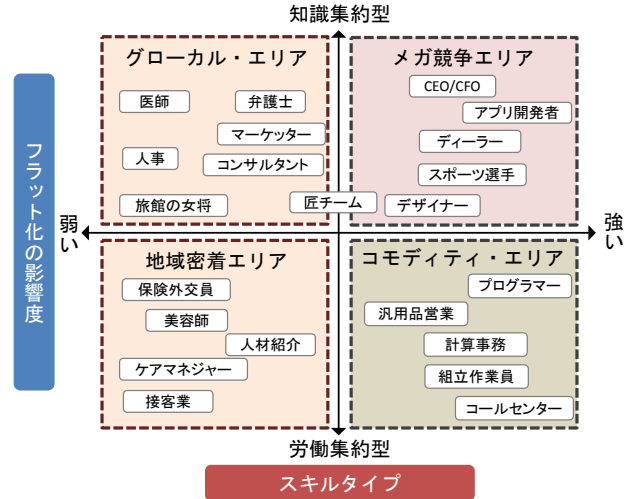 知識集約型
グローカル・エリア
医師
弁護士
マーケッター
人事
コンサルタント
旅館の女将
匠チーム
メガ競争エリア
CEO/CFO
アプリ開発者
ディーラー
スポーツ選手
デザイナー
フラット化の影響度
弱い
強い
地域密着エリア
保険外交員
美容師
人材紹介
ケアマネジャー
接客業
コモディティ・エリア
プログラマー
汎用品営業
計算事務
組立作業員
コールセンター
労働集約型
スキルタイプ